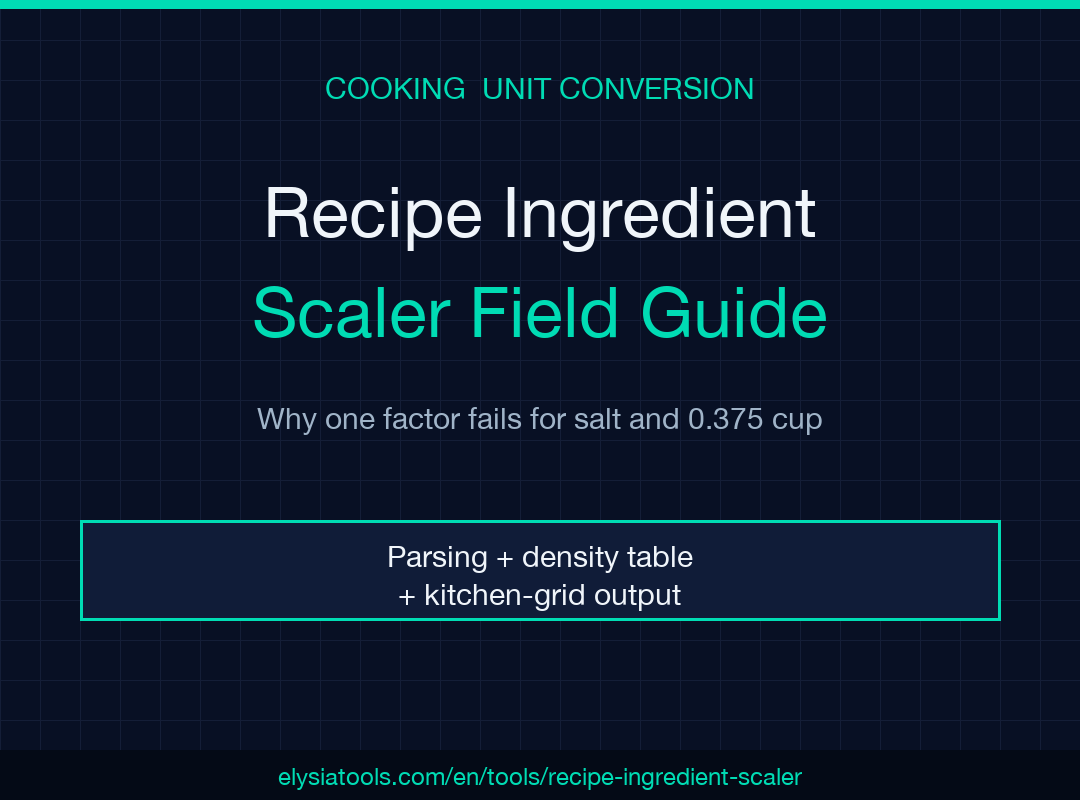 COOKING  UNIT CONVERSION
Recipe Ingredient
Scaler Field Guide
Why one factor fails for salt and 0.375 cup
Parsing + density table
+ kitchen-grid output
elysiatools.com/en/tools/recipe-ingredient-scaler